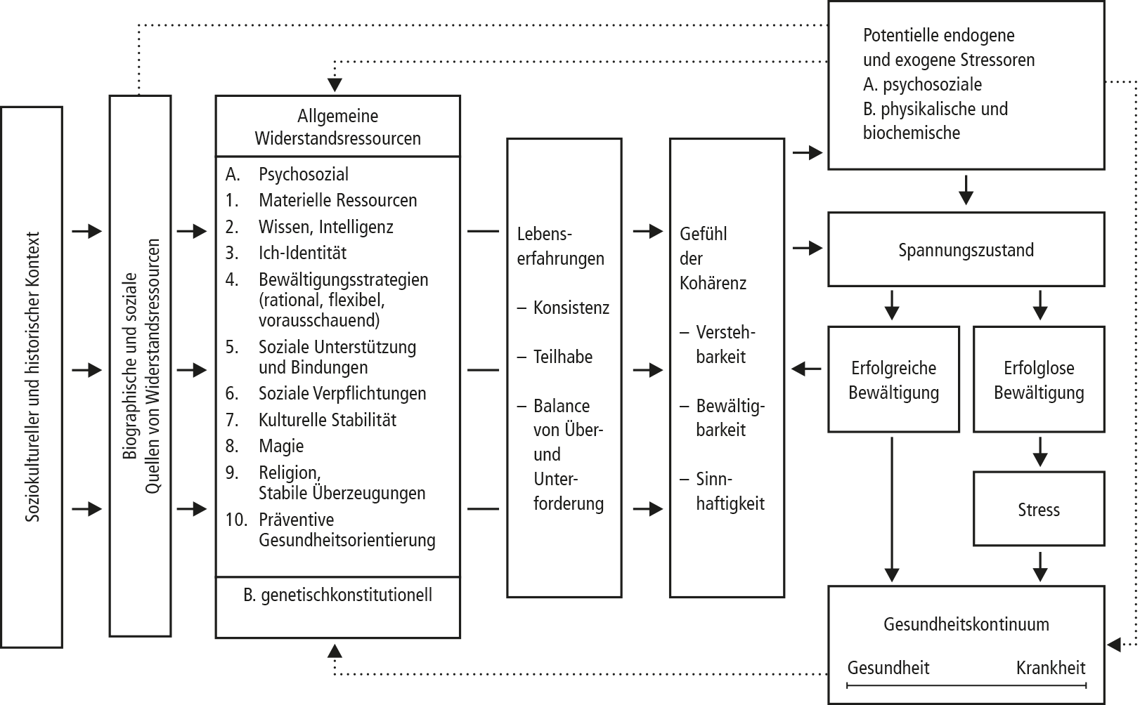 Soziokultureller und historischer Kontext
Biographische und soziale
Quellen von Widerstandsressourcen
Allgemeine
Widerstandsressourcen
A. Psychosozial
1. Materielle Ressourcen
2. Wissen, Intelligenz
3. Ich-Identität
4. Bewältigungsstrategien
(rational, flexibel,
vorausschauend)
5. Soziale Unterstützung
und Bindungen
6. Soziale Verpflichtungen
7. Kulturelle Stabilität
8. Magie
9. Religion,
Stabile Überzeugungen
10. Präventive
Gesundheitsorientierung
B. genetischkonstitutionell
Lebens-
erfahrungen
– Konsistenz
– Teilhabe
– Balance
von Über-
und
Unter-
forderung
Gefühl
der
Kohärenz
– Versteh-
barkeit
– Bewältig-
barkeit
– Sinn-
haftigkeit
Potentielle endogene
und exogene Stressoren
A. psychosoziale
B. physikalische und
biochemische
Spannungszustand
Erfolgreiche
Bewältigung
Erfolglose
Bewältigung
Stress
Gesundheitskontinuum
Gesundheit Krankheit